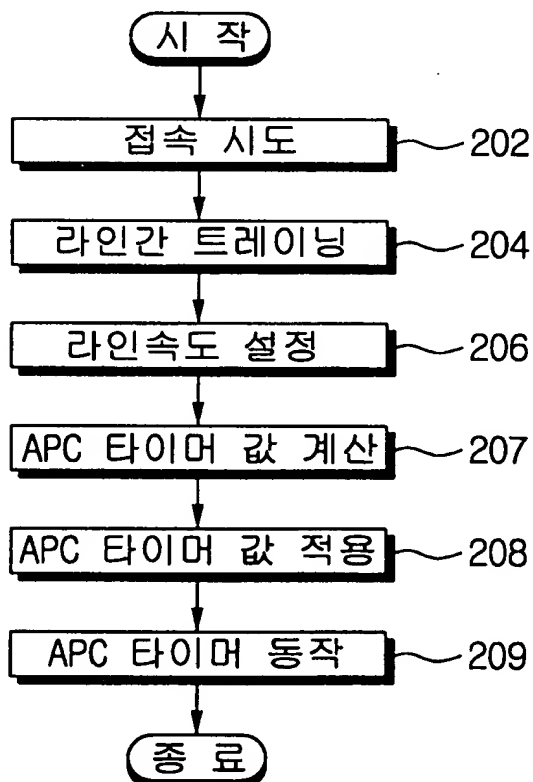 시 작
접속 시도 202
라인간 트레이닝 204
라인속도 설정 206
APC 타이머 값 계산 207
APC 타이머 값 적용 208
APC 타이머 동작 209
종 료